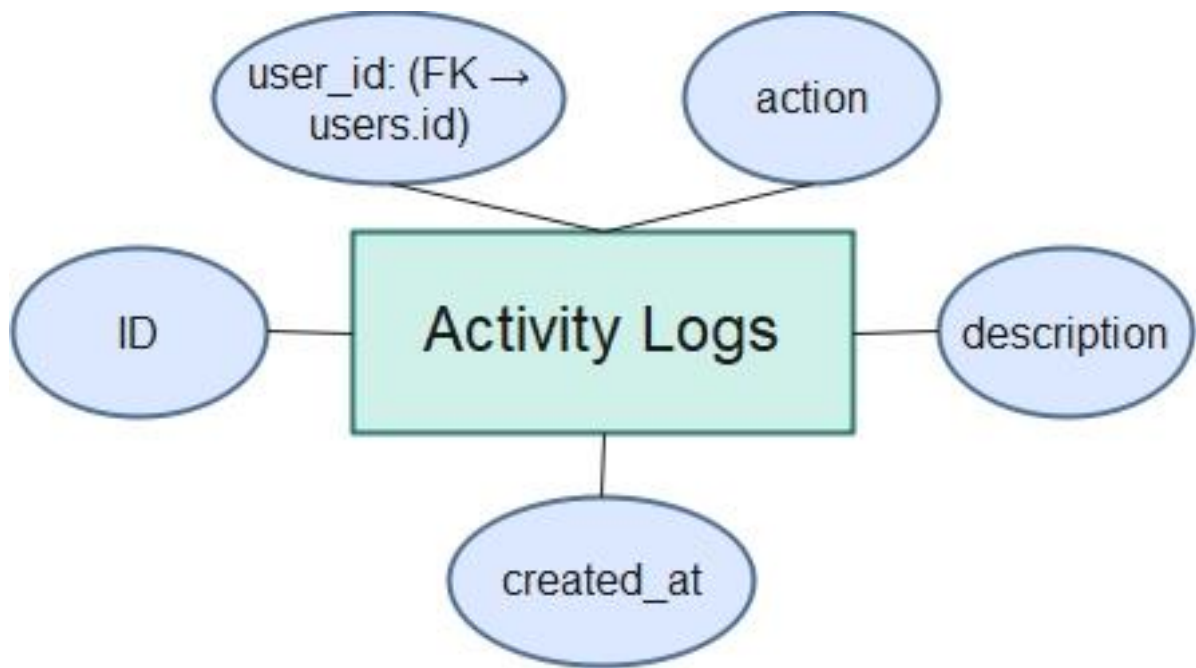 user_id: (FK →
users.id)
action
ID
Activity Logs
description
created_at